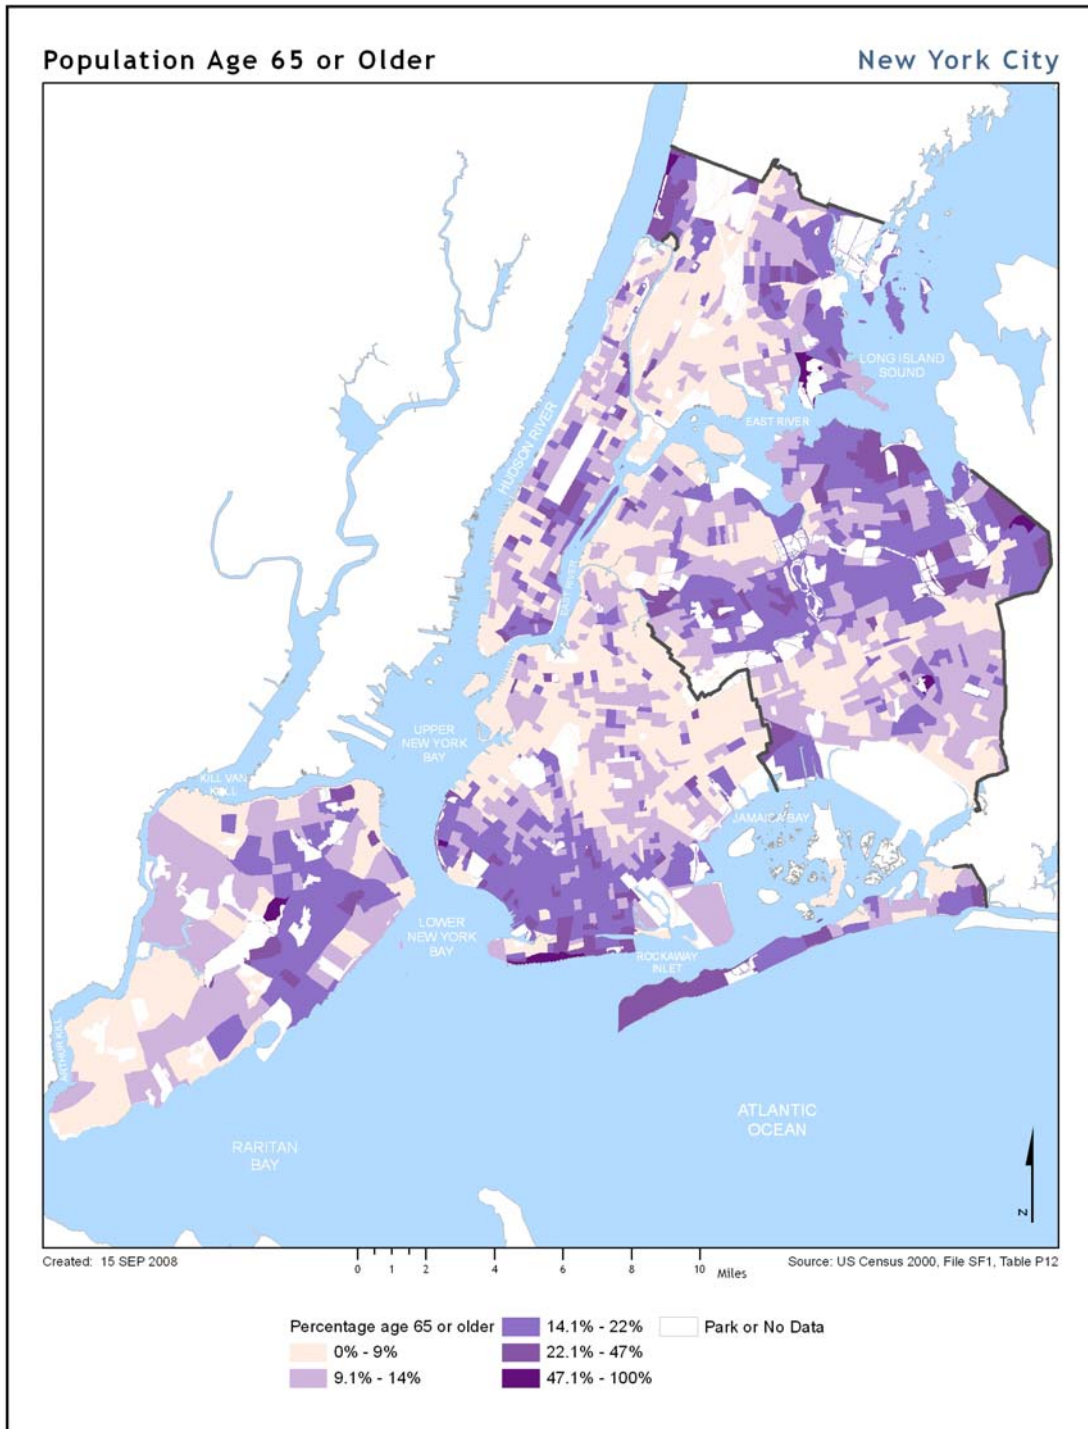 Population Age 65 or Older
New York City
LONG ISLAND
SOUND
HUDSON RIVER
EAST RIVER
EAST RIVER
UPPER
NEW YORK
BAY
KILL VAN
KULL
JAMAICA BAY
LOWER
NEW YORK
BAY
ROCKAWAY
INLET
ARTHUR KILL
ATLANTIC
OCEAN
RARITAN
BAY
N
Created: 15 SEP 2008
Source: US Census 2000, File SF1, Table P12
0 1 2 4 6 8 10 Miles
Percentage age 65 or older
0% - 9%
9.1% - 14%
14.1% - 22%
22.1% - 47%
47.1% - 100%
Park or No Data